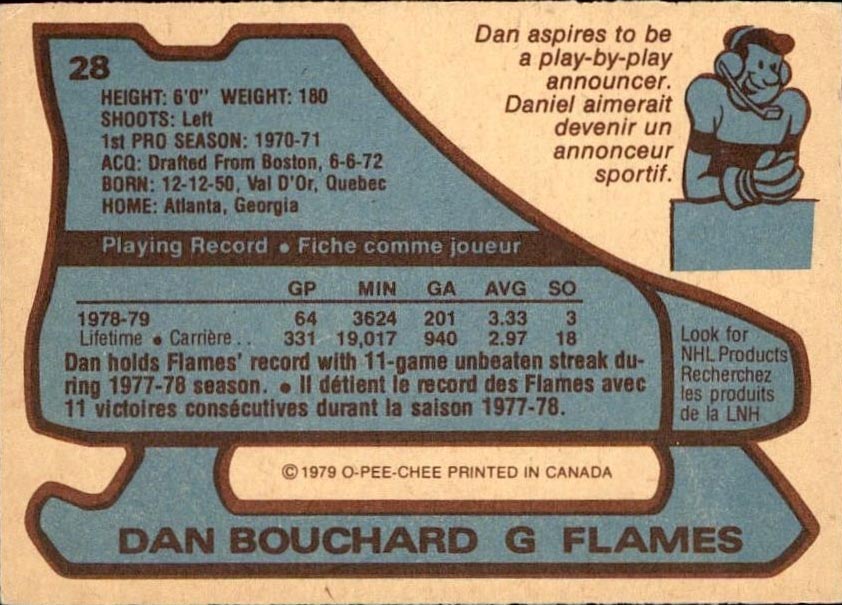 28
HEIGHT: 6'0" WEIGHT: 180
SHOOTS: Left
1st PRO SEASON: 1970-71
ACQ: Drafted From Boston, 6-6-72
BORN: 12-12-50, Val D'Or, Quebec
HOME: Atlanta, Georgia
Dan aspires to be
a play-by-play
announcer.
Daniel aimerait
devenir un
annonceur
sportif.
Playing Record • Fiche comme joueur
GP MIN GA AVG SO
1978-79 64 3624 201 3.33 3
Lifetime • Carrière . . 331 19,017 940 2.97 18
Dan holds Flames' record with 11-game unbeaten streak du-
ring 1977-78 season. • Il détient le record des Flames avec
11 victoires consécutives durant la saison 1977-78.
Look for
NHL Products
Recherchez
les produits
de la LNH
© 1979 O-PEE-CHEE PRINTED IN CANADA
DAN BOUCHARD G FLAMES